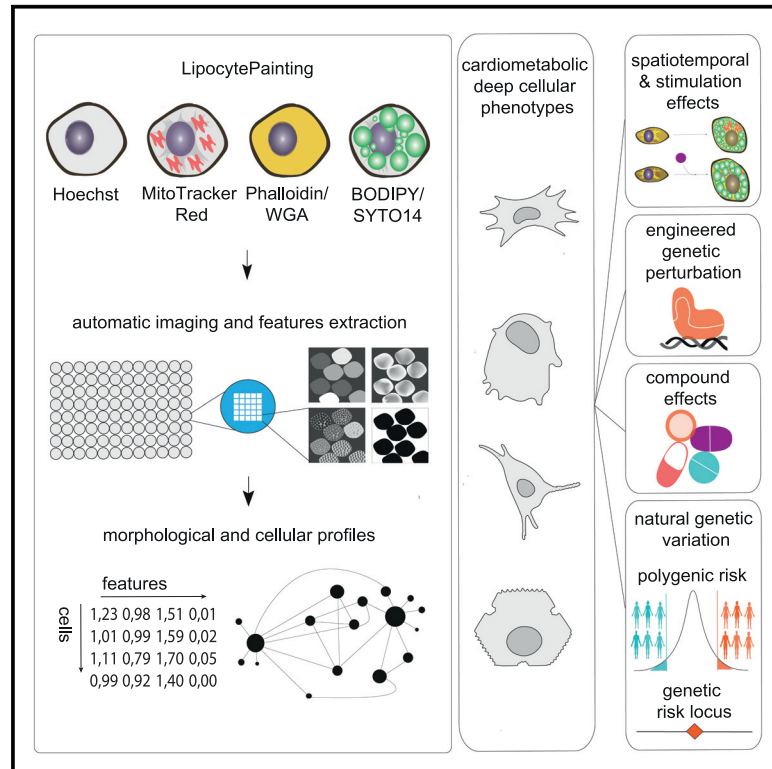 LipocytePainting
Hoechst
MitoTracker
Red
Phalloidin/
WGA
BODIPY/
SYTO14
automatic imaging and features extraction
morphological and cellular profiles
features
cells
1,23 0,98 1,51 0,01
1,01 0,99 1,59 0,02
1,11 0,79 1,70 0,05
0,99 0,92 1,40 0,00
cardiometabolic
deep cellular
phenotypes
spatiotemporal
& stimulation
effects
engineered
genetic
perturbation
compound
effects
natural genetic
variation
polygenic risk
genetic
risk locus